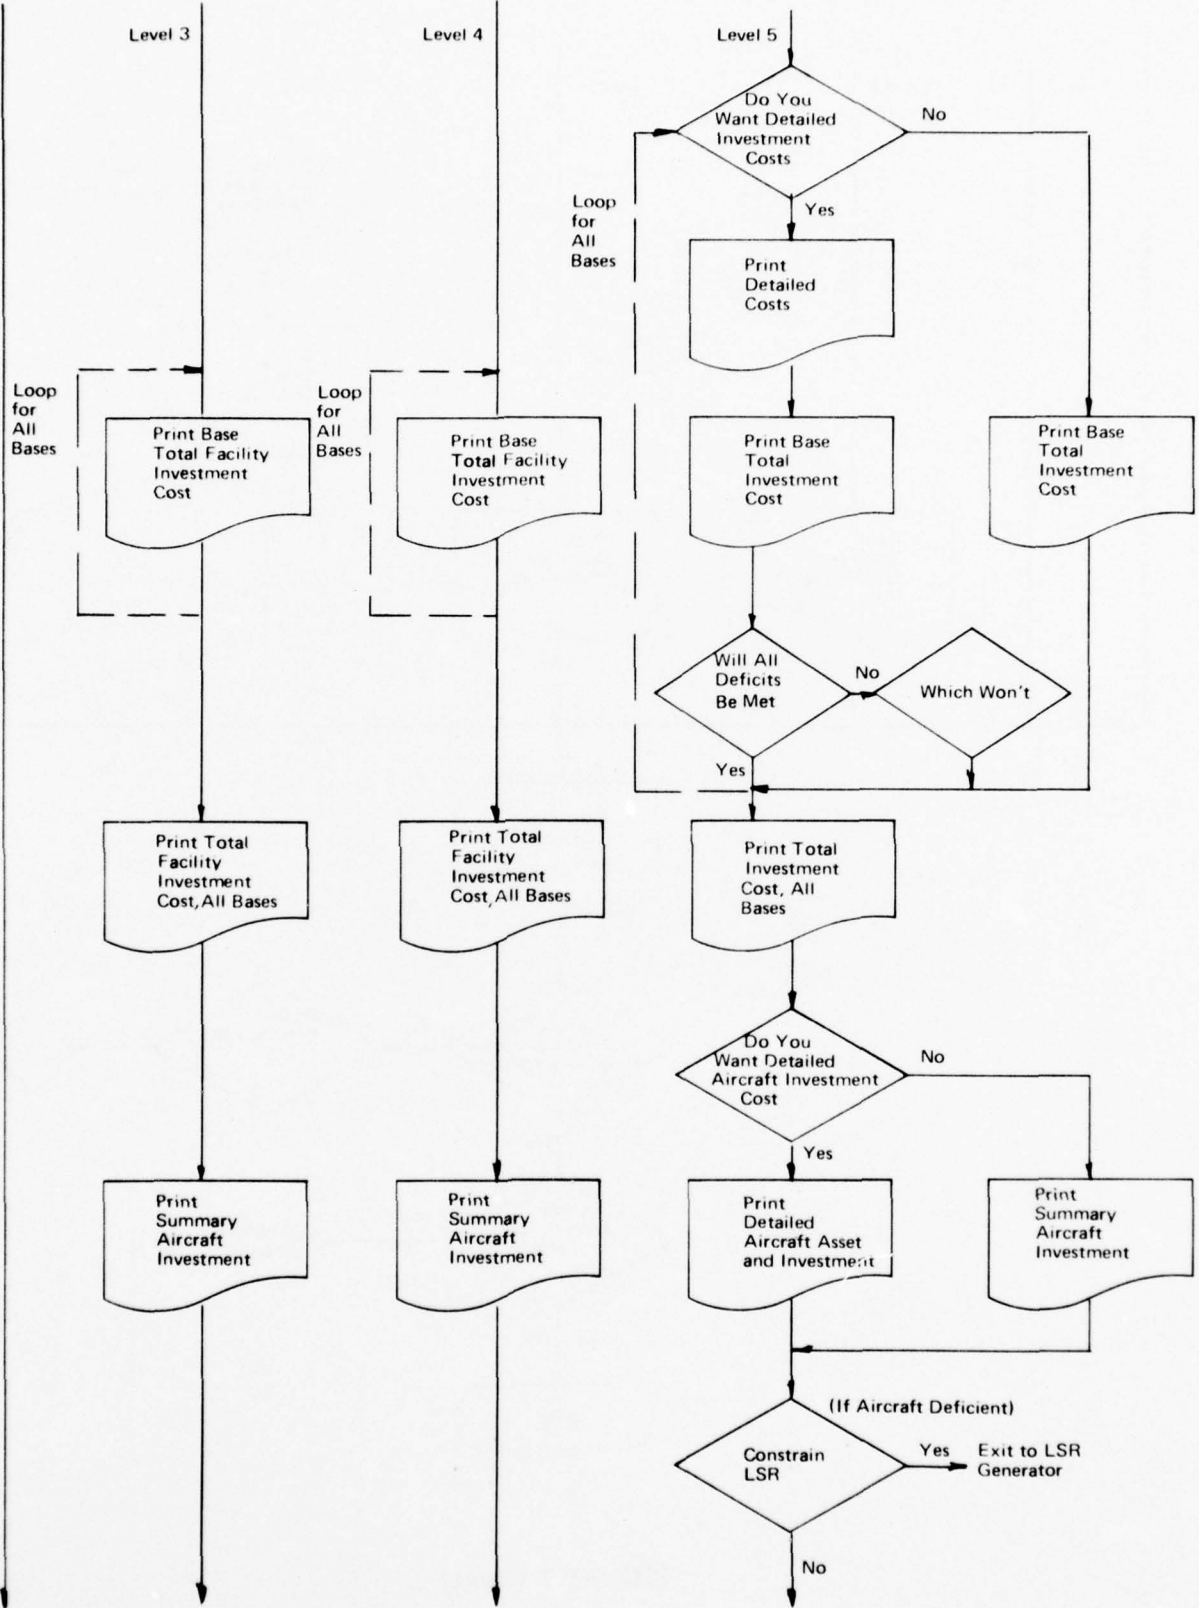 Level 3
Level 4
Level 5
Do You
Want Detailed
Investment
Costs
No
Yes
Loop
for
All
Bases
Print
Detailed
Costs
Loop
for
All
Bases
Print Base
Total Facility
Investment
Cost
Loop
for
All
Bases
Print Base
Total Facility
Investment
Cost
Print Base
Total
Investment
Cost
Print Base
Total
Investment
Cost
Will All
Deficits
Be Met
No
Which Won't
Yes
Print Total
Facility
Investment
Cost, All Bases
Print Total
Facility
Investment
Cost, All Bases
Print Total
Investment
Cost, All
Bases
Do You
Want Detailed
Aircraft Investment
Cost
No
Yes
Print
Summary
Aircraft
Investment
Print
Summary
Aircraft
Investment
Print
Detailed
Aircraft Asset
and Investment
Print
Summary
Aircraft
Investment
(If Aircraft Deficient)
Constrain
LSR
Yes
Exit to LSR
Generator
No